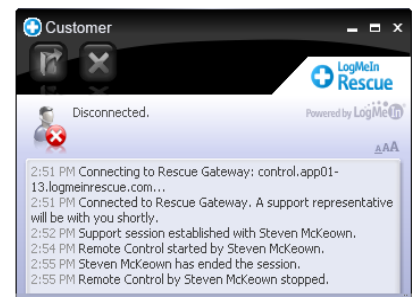 Customer
LogMeIn
Rescue
Disconnected.
Powered by LogMeIn
AAA
2:51 PM Connecting to Rescue Gateway: control.app01-
13.logmeinrescue.com...
2:51 PM Connected to Rescue Gateway. A support representative
will be with you shortly.
2:52 PM Support session established with Steven McKeown.
2:54 PM Remote Control started by Steven McKeown.
2:55 PM Steven McKeown has ended the session.
2:55 PM Remote Control by Steven McKeown stopped.